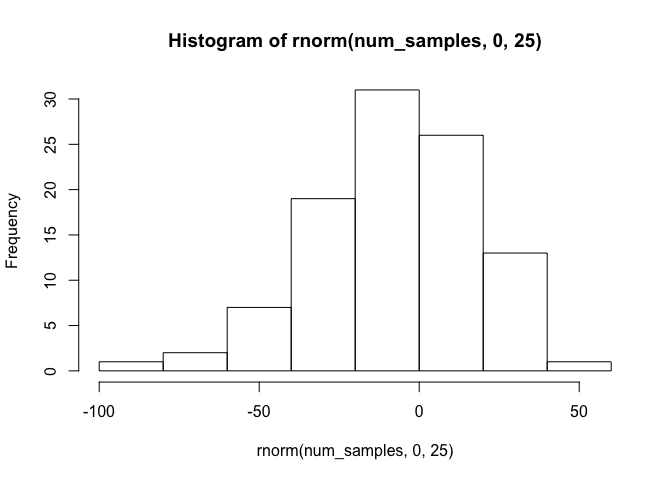 Histogram of rnorm(num_samples, 0, 25)
Frequency
30
25
20
15
10
5
0
-100 -50 0 50
rnorm(num_samples, 0, 25)